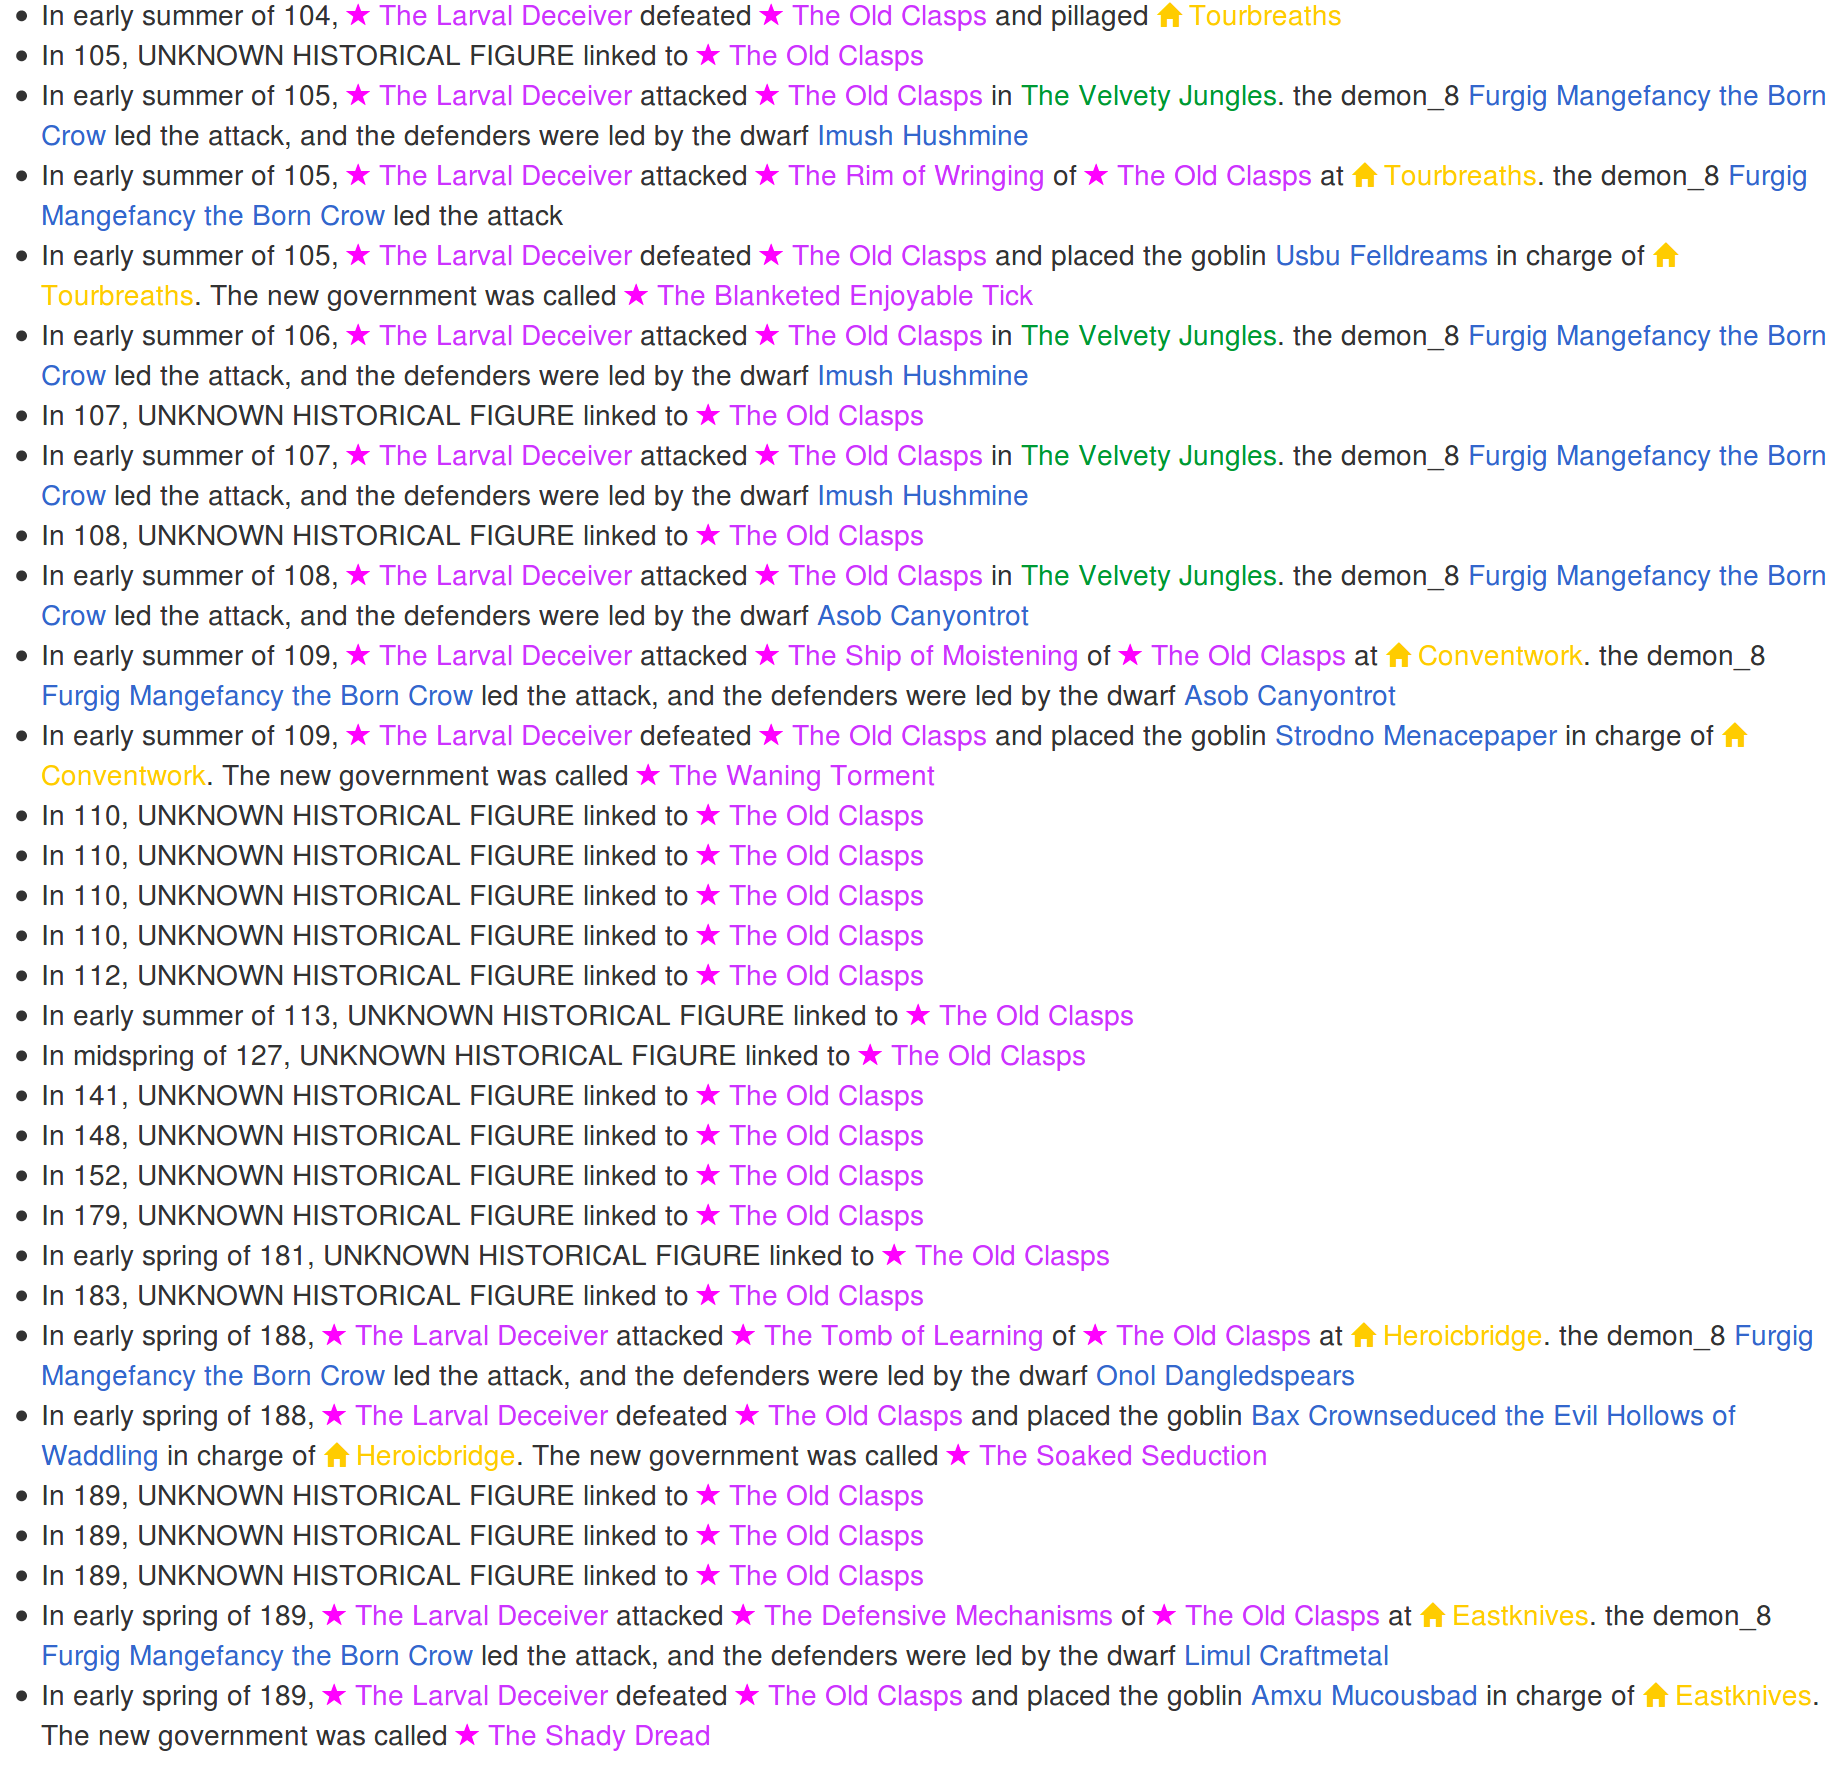 In early summer of 104, ★ The Larval Deceiver defeated ★ The Old Clasps and pillaged Tourbreaths
In 105, UNKNOWN HISTORICAL FIGURE linked to ★ The Old Clasps
In early summer of 105, ★ The Larval Deceiver attacked ★ The Old Clasps in The Velvety Jungles. the demon_8 Furgig Mangefancy the Born
Crow led the attack, and the defenders were led by the dwarf Imush Hushmine
In early summer of 105, ★ The Larval Deceiver attacked ★ The Rim of Wringing of ★ The Old Clasps at Tourbreaths. the demon_8 Furgig
Mangefancy the Born Crow led the attack
In early summer of 105, ★ The Larval Deceiver defeated ★ The Old Clasps and placed the goblin Usbu Felldreams in charge of
Tourbreaths. The new government was called ★ The Blanketed Enjoyable Tick
In early summer of 106, ★ The Larval Deceiver attacked ★ The Old Clasps in The Velvety Jungles. the demon_8 Furgig Mangefancy the Born
Crow led the attack, and the defenders were led by the dwarf Imush Hushmine
In 107, UNKNOWN HISTORICAL FIGURE linked to ★ The Old Clasps
In early summer of 107, ★ The Larval Deceiver attacked ★ The Old Clasps in The Velvety Jungles. the demon_8 Furgig Mangefancy the Born
Crow led the attack, and the defenders were led by the dwarf Imush Hushmine
In 108, UNKNOWN HISTORICAL FIGURE linked to ★ The Old Clasps
In early summer of 108, ★ The Larval Deceiver attacked ★ The Old Clasps in The Velvety Jungles. the demon_8 Furgig Mangefancy the Born
Crow led the attack, and the defenders were led by the dwarf Asob Canyontrot
In early summer of 109, ★ The Larval Deceiver attacked ★ The Ship of Moistening of ★ The Old Clasps at Conventwork. the demon_8
Furgig Mangefancy the Born Crow led the attack, and the defenders were led by the dwarf Asob Canyontrot
In early summer of 109, ★ The Larval Deceiver defeated ★ The Old Clasps and placed the goblin Strodno Menacepaper in charge of
Conventwork. The new government was called ★ The Waning Torment
In 110, UNKNOWN HISTORICAL FIGURE linked to ★ The Old Clasps
In 110, UNKNOWN HISTORICAL FIGURE linked to ★ The Old Clasps
In 110, UNKNOWN HISTORICAL FIGURE linked to ★ The Old Clasps
In 110, UNKNOWN HISTORICAL FIGURE linked to ★ The Old Clasps
In 112, UNKNOWN HISTORICAL FIGURE linked to ★ The Old Clasps
In early summer of 113, UNKNOWN HISTORICAL FIGURE linked to ★ The Old Clasps
In midspring of 127, UNKNOWN HISTORICAL FIGURE linked to ★ The Old Clasps
In 141, UNKNOWN HISTORICAL FIGURE linked to ★ The Old Clasps
In 148, UNKNOWN HISTORICAL FIGURE linked to ★ The Old Clasps
In 152, UNKNOWN HISTORICAL FIGURE linked to ★ The Old Clasps
In 179, UNKNOWN HISTORICAL FIGURE linked to ★ The Old Clasps
In early spring of 181, UNKNOWN HISTORICAL FIGURE linked to ★ The Old Clasps
In 183, UNKNOWN HISTORICAL FIGURE linked to ★ The Old Clasps
In early spring of 188, ★ The Larval Deceiver attacked ★ The Tomb of Learning of ★ The Old Clasps at Heroicbridge. the demon_8 Furgig
Mangefancy the Born Crow led the attack, and the defenders were led by the dwarf Onol Dangledspears
In early spring of 188, ★ The Larval Deceiver defeated ★ The Old Clasps and placed the goblin Bax Crownseduced the Evil Hollows of
Waddling in charge of Heroicbridge. The new government was called ★ The Soaked Seduction
In 189, UNKNOWN HISTORICAL FIGURE linked to ★ The Old Clasps
In 189, UNKNOWN HISTORICAL FIGURE linked to ★ The Old Clasps
In 189, UNKNOWN HISTORICAL FIGURE linked to ★ The Old Clasps
In early spring of 189, ★ The Larval Deceiver attacked ★ The Defensive Mechanisms of ★ The Old Clasps at Eastknives. the demon_8
Furgig Mangefancy the Born Crow led the attack, and the defenders were led by the dwarf Limul Craftmetal
In early spring of 189, ★ The Larval Deceiver defeated ★ The Old Clasps and placed the goblin Amxu Mucousbad in charge of Eastknives.
The new government was called ★ The Shady Dread